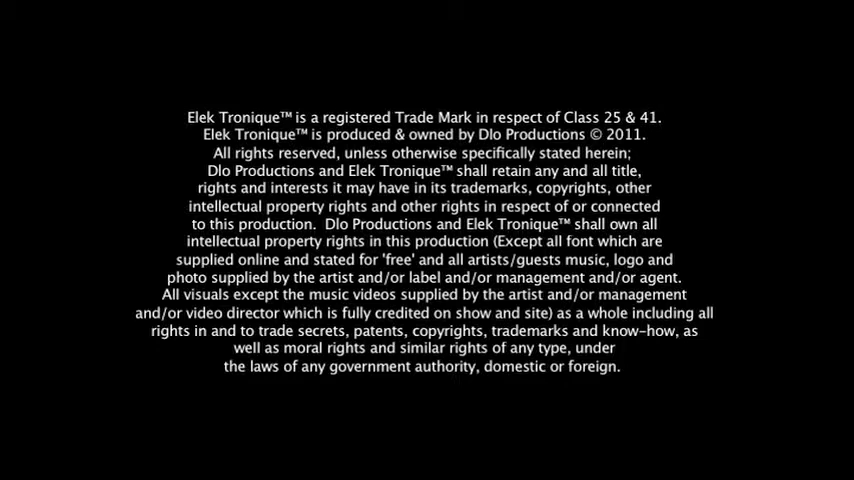 Elek Tronique™ is a registered Trade Mark in respect of Class 25 & 41.
Elek Tronique™ is produced & owned by Dlo Productions © 2011.
All rights reserved, unless otherwise specifically stated herein;
Dlo Productions and Elek Tronique™ shall retain any and all title,
rights and interests it may have in its trademarks, copyrights, other
intellectual property rights and other rights in respect of or connected
to this production.  Dlo Productions and Elek Tronique™ shall own all
intellectual property rights in this production (Except all font which are
supplied online and stated for 'free' and all artists/guests music, logo and
photo supplied by the artist and/or label and/or management and/or agent.
All visuals except the music videos supplied by the artist and/or management
and/or video director which is fully credited on show and site) as a whole including all
rights in and to trade secrets, patents, copyrights, trademarks and know-how, as
well as moral rights and similar rights of any type, under
the laws of any government authority, domestic or foreign.